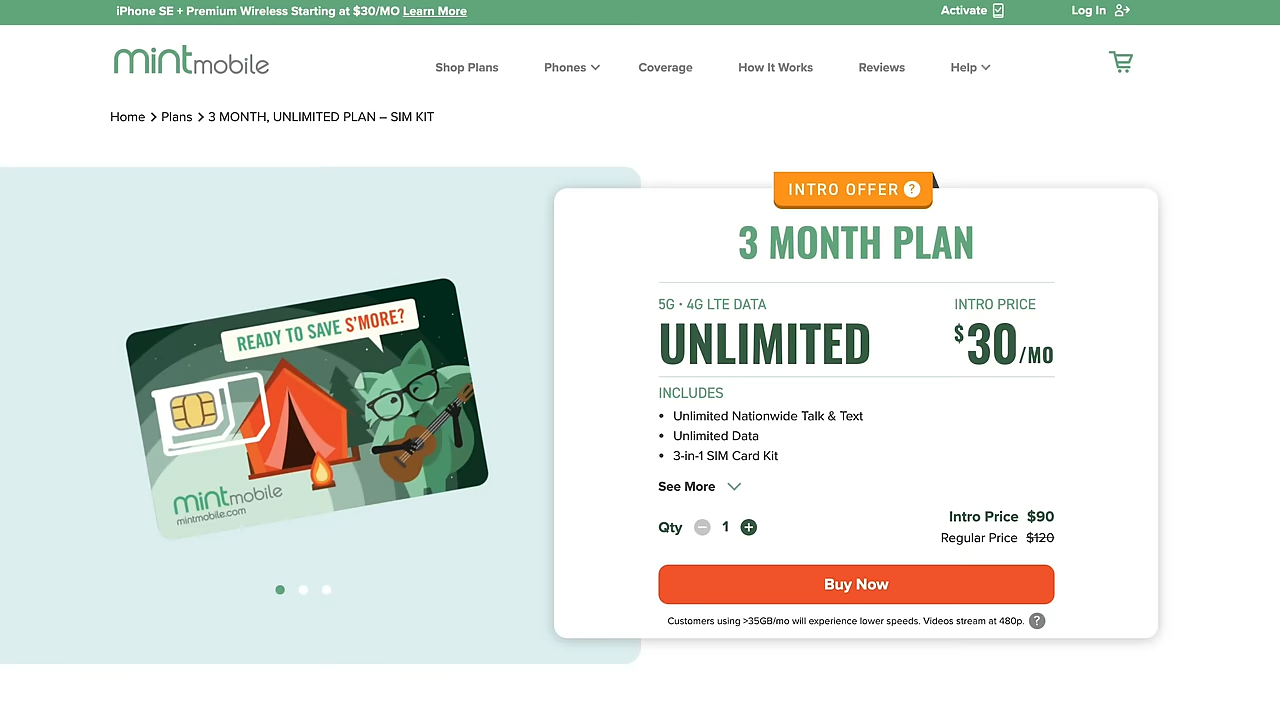 iPhone SE + Premium Wireless Starting at $30/MO Learn More
Activate
Log In
mintmobile
Shop Plans
Phones
Coverage
How It Works
Reviews
Help
Home > Plans > 3 MONTH, UNLIMITED PLAN – SIM KIT
READY TO SAVE S'MORE?
mintmobile
mintmobile.com
INTRO OFFER ?
3 MONTH PLAN
5G • 4G LTE DATA
UNLIMITED
INTRO PRICE
$30/MO
INCLUDES
• Unlimited Nationwide Talk & Text
• Unlimited Data
• 3-in-1 SIM Card Kit
See More
Qty − 1 +
Intro Price $90
Regular Price $120
Buy Now
Customers using >35GB/mo will experience lower speeds. Videos stream at 480p. ?